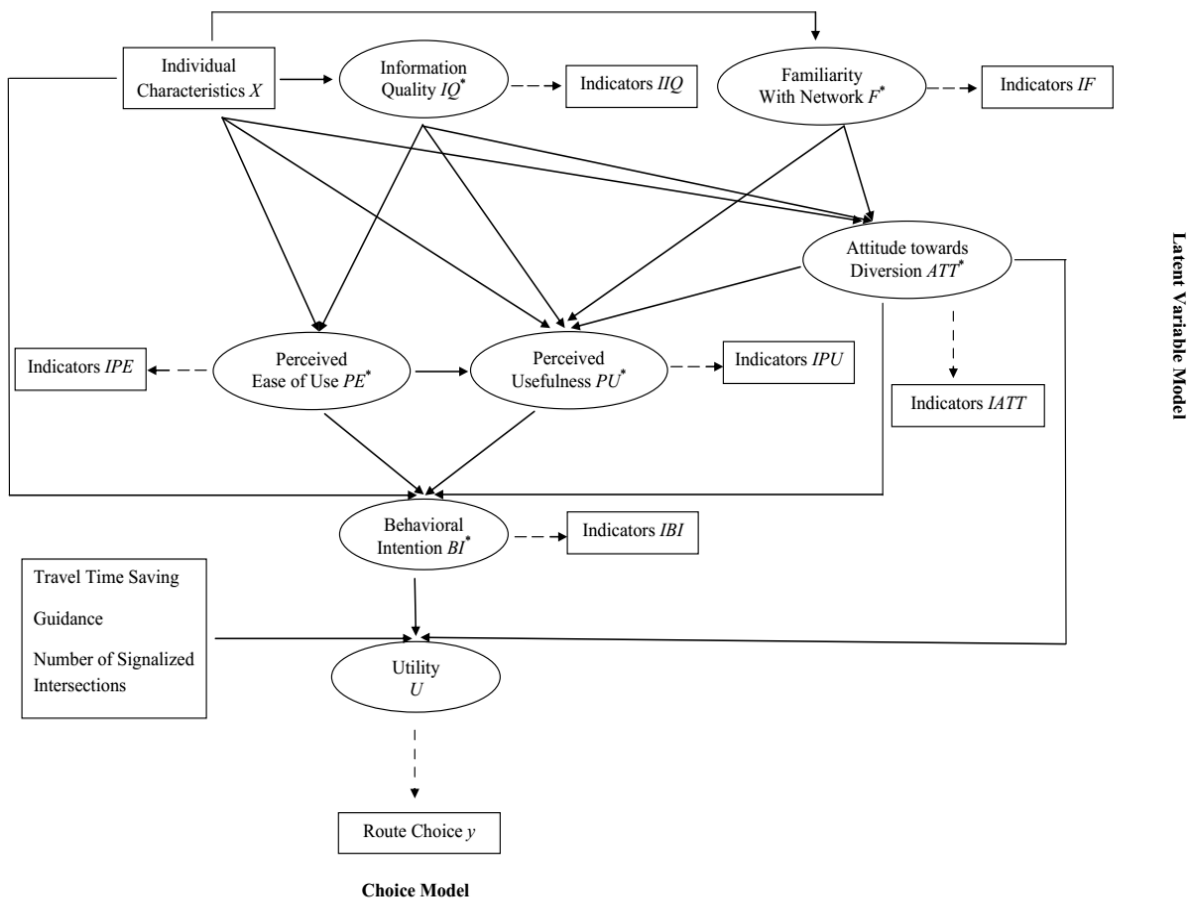 Individual
Characteristics X
Information
Quality IQ*
Indicators IIQ
Familiarity
With Network F*
Indicators IF
Attitude towards
Diversion ATT*
Latent Variable Model
Indicators IPE
Perceived
Ease of Use PE*
Perceived
Usefulness PU*
Indicators IPU
Indicators IATT
Behavioral
Intention BI*
Indicators IBI
Travel Time Saving
Guidance
Number of Signalized
Intersections
Utility
U
Route Choice y
Choice Model